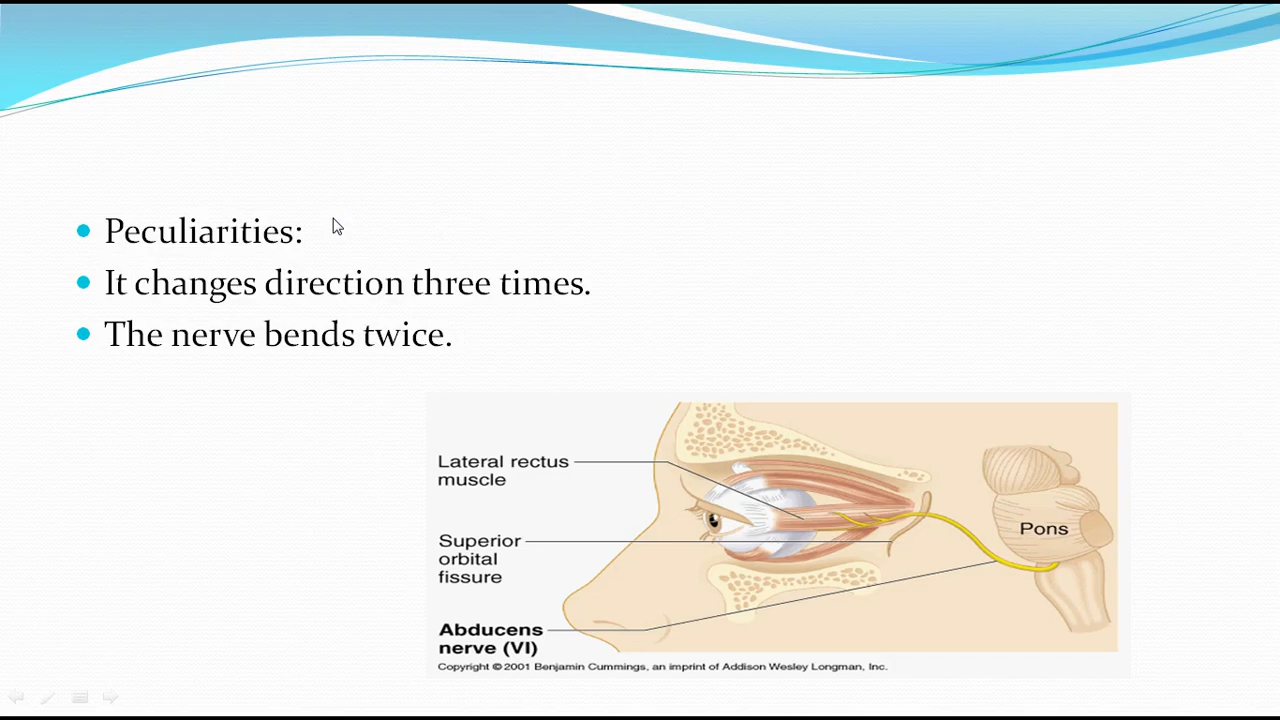 Peculiarities:
It changes direction three times.
The nerve bends twice.
Lateral rectus
muscle
Superior
orbital
fissure
Pons
Abducens
nerve (VI)
Copyright © 2001 Benjamin Cummings, an imprint of Addison Wesley Longman, Inc.